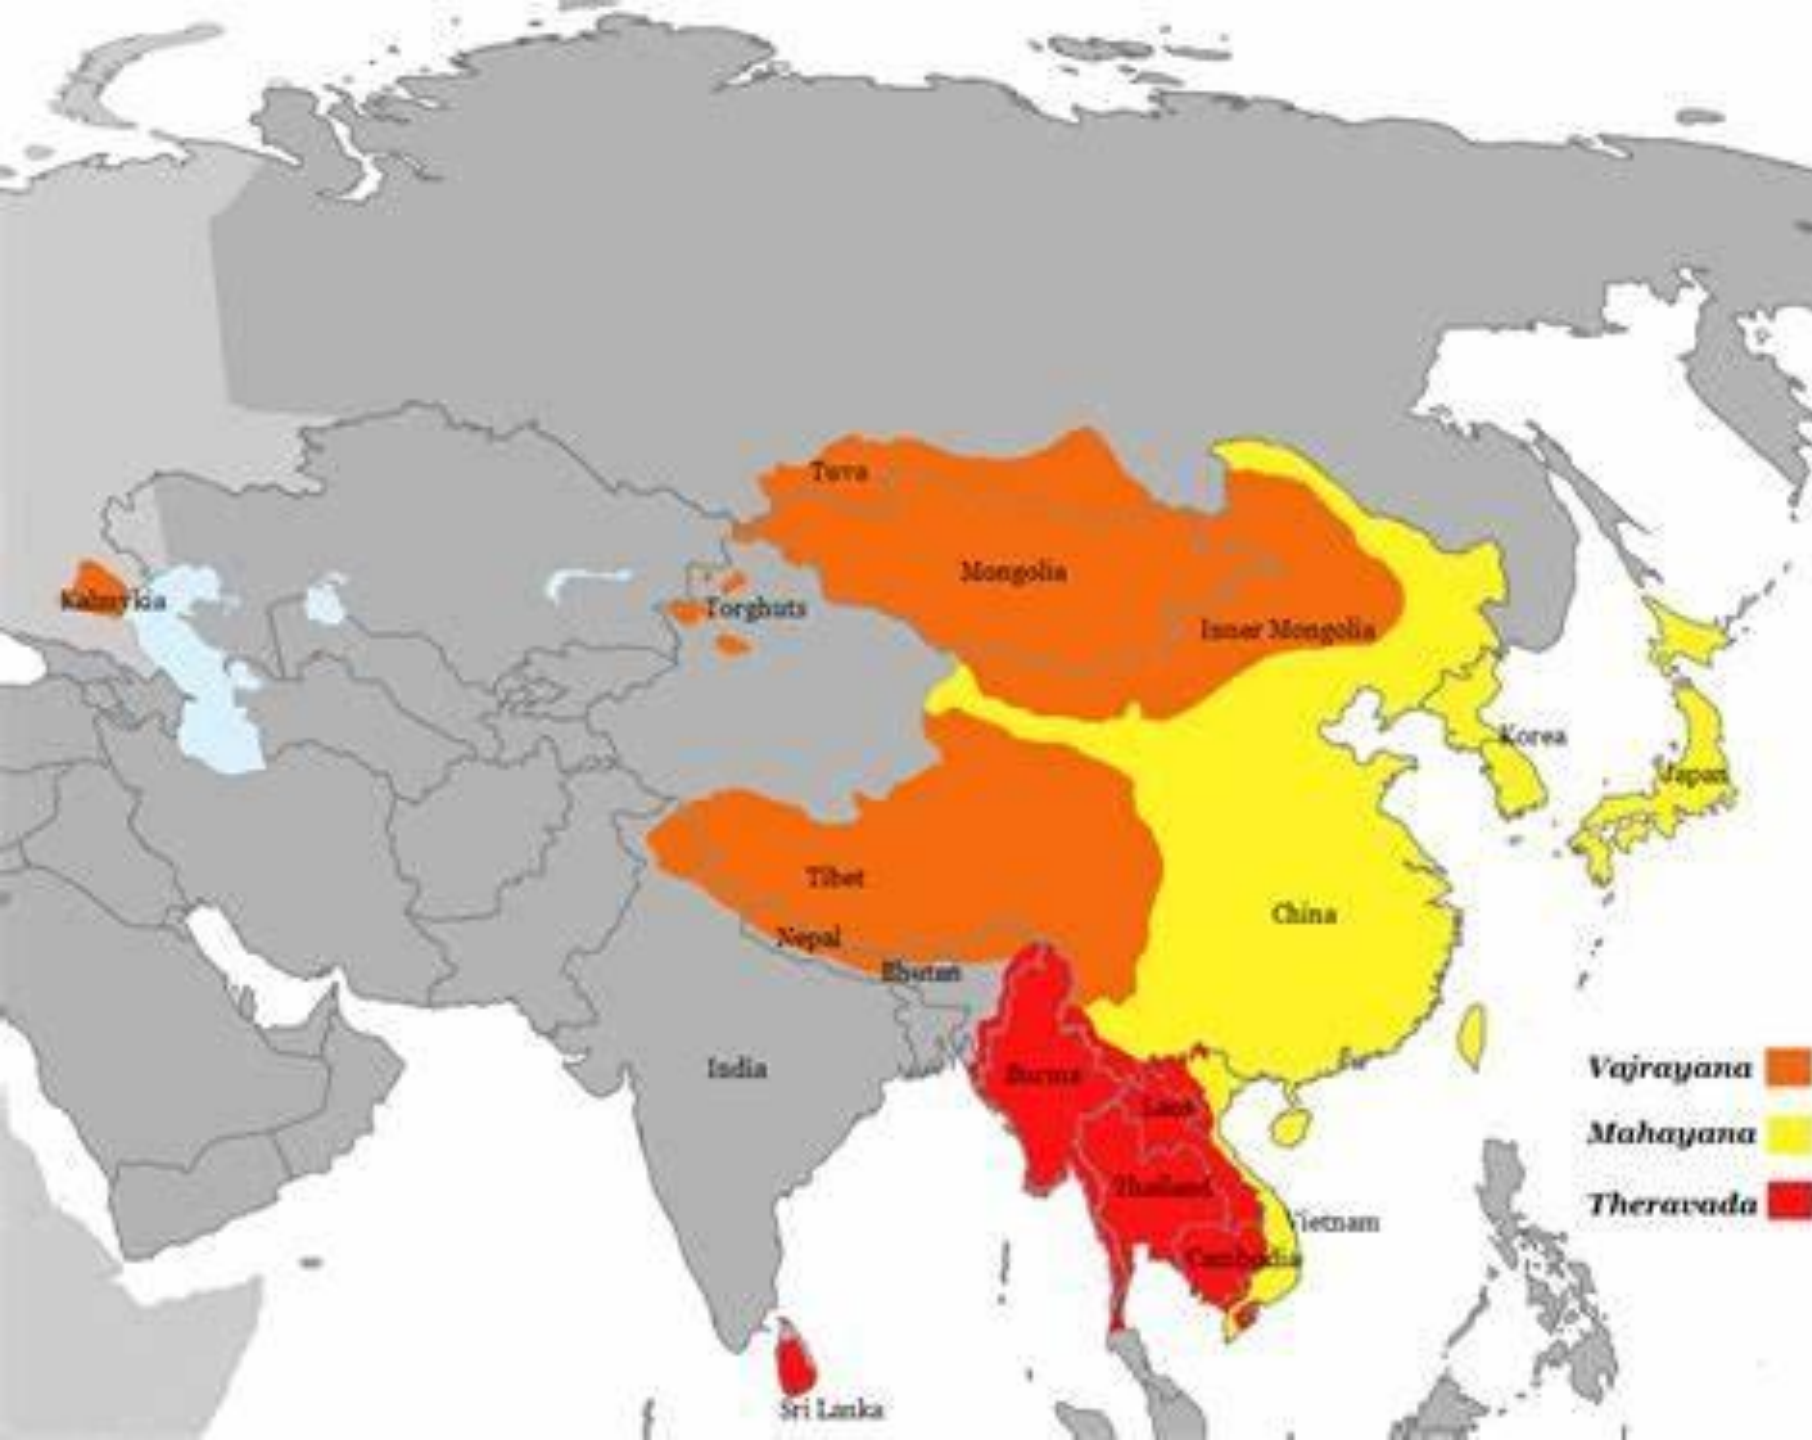 Tuva
Mongolia
Kalmykia
Torghuts
Inner Mongolia
Korea
Japan
Tibet
China
Nepal
Bhutan
India
Burma
Laos
Thailand
Vietnam
Cambodia
Sri Lanka
Vajrayana
Mahayana
Theravada